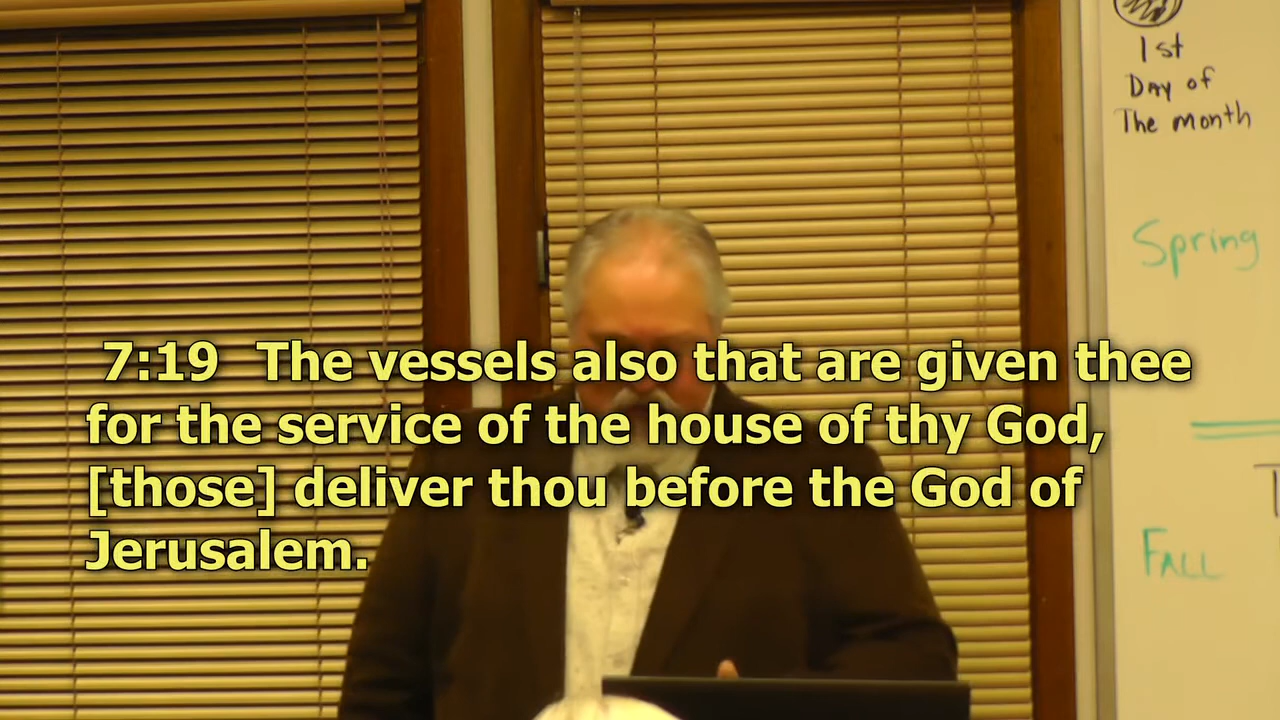 1st
Day of
The month
Spring
7:19 The vessels also that are given thee
for the service of the house of thy God,
[those] deliver thou before the God of
Jerusalem.
FALL